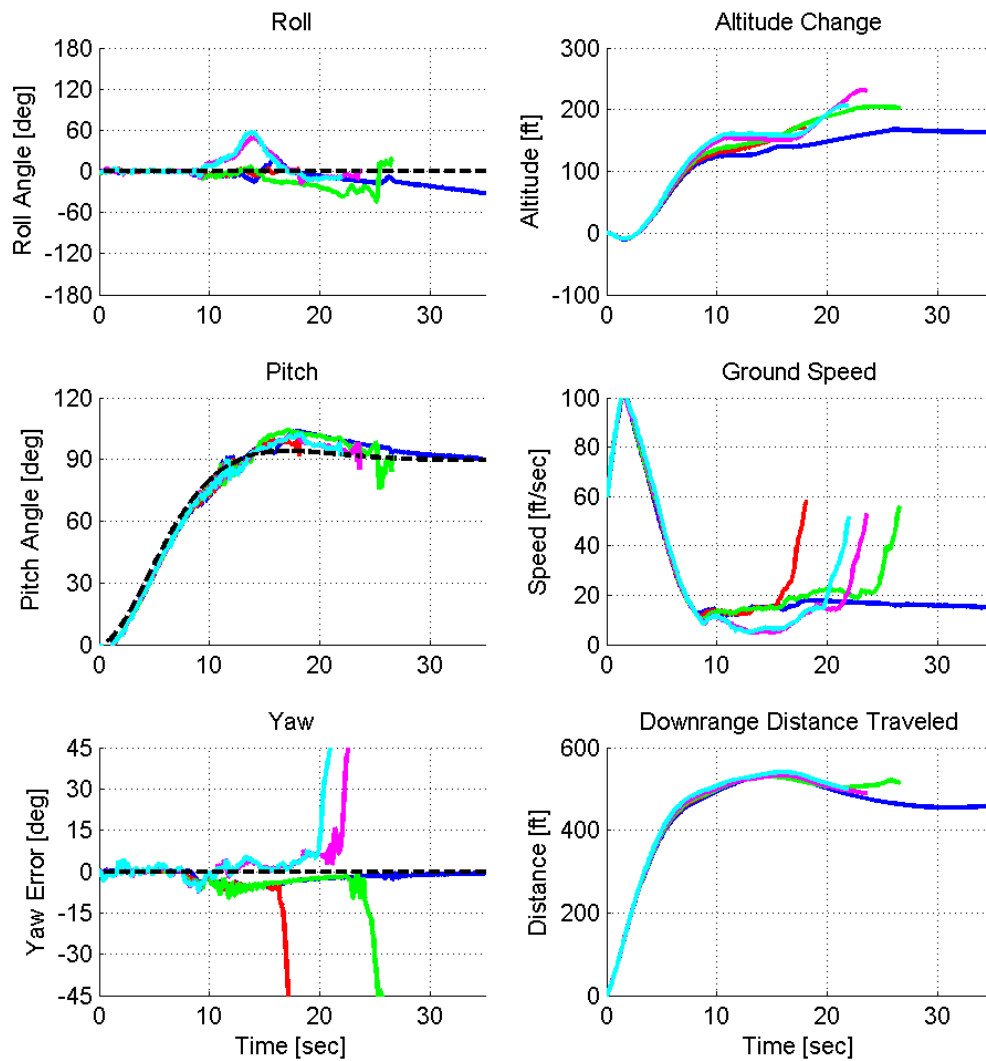 Roll
Roll Angle [deg]
180
120
60
0
-60
-120
-180
0 10 20 30
Altitude Change
Altitude [ft]
300
200
100
0
-100
0 10 20 30
Pitch
Pitch Angle [deg]
120
90
60
30
0
0 10 20 30
Ground Speed
Speed [ft/sec]
100
80
60
40
20
0
0 10 20 30
Yaw
Yaw Error [deg]
45
30
15
0
-15
-30
-45
0 10 20 30
Time [sec]
Downrange Distance Traveled
Distance [ft]
600
400
200
0
0 10 20 30
Time [sec]